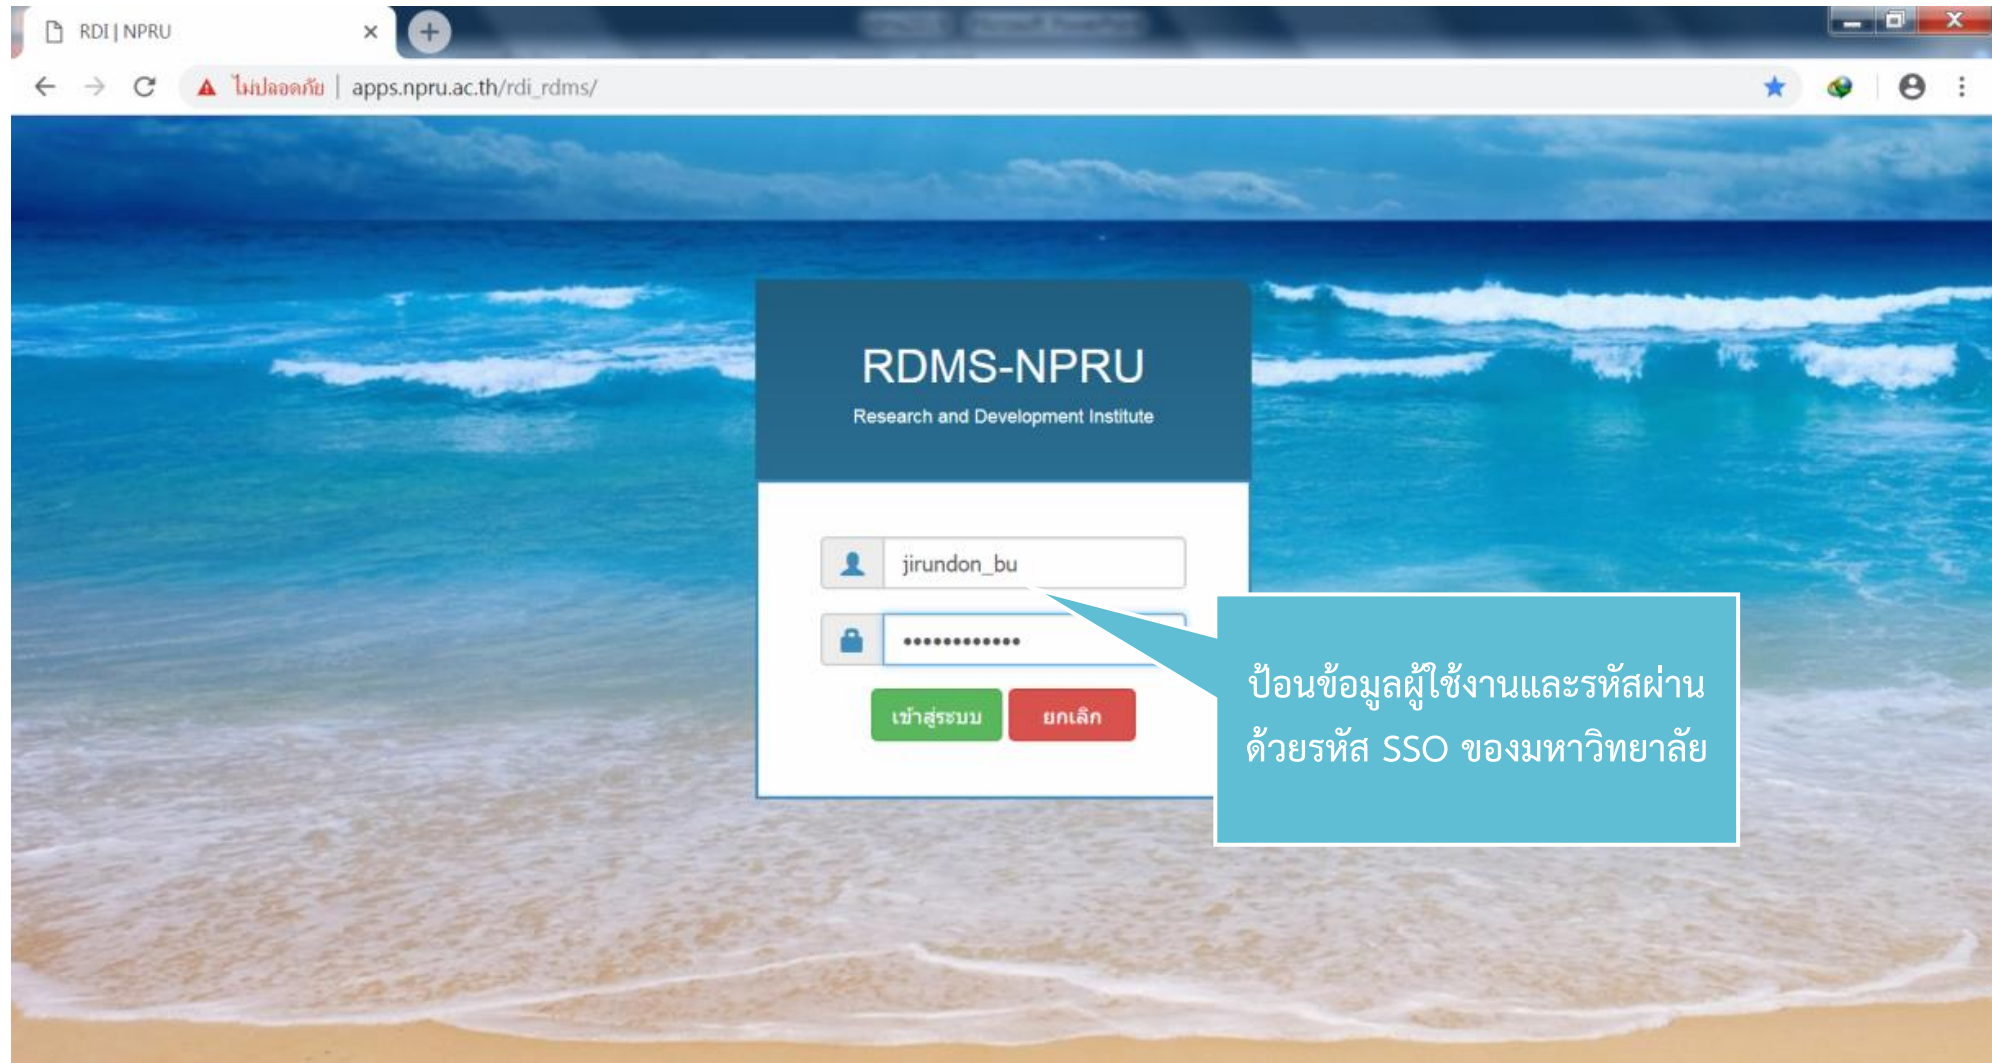 RDI | NPRU
ไม่ปลอดภัย | apps.npru.ac.th/rdi_rdms/
RDMS-NPRU
Research and Development Institute
jirundon_bu
••••••••••••
เข้าสู่ระบบ ยกเลิก
ป้อนข้อมูลผู้ใช้งานและรหัสผ่าน
ด้วยรหัส SSO ของมหาวิทยาลัย